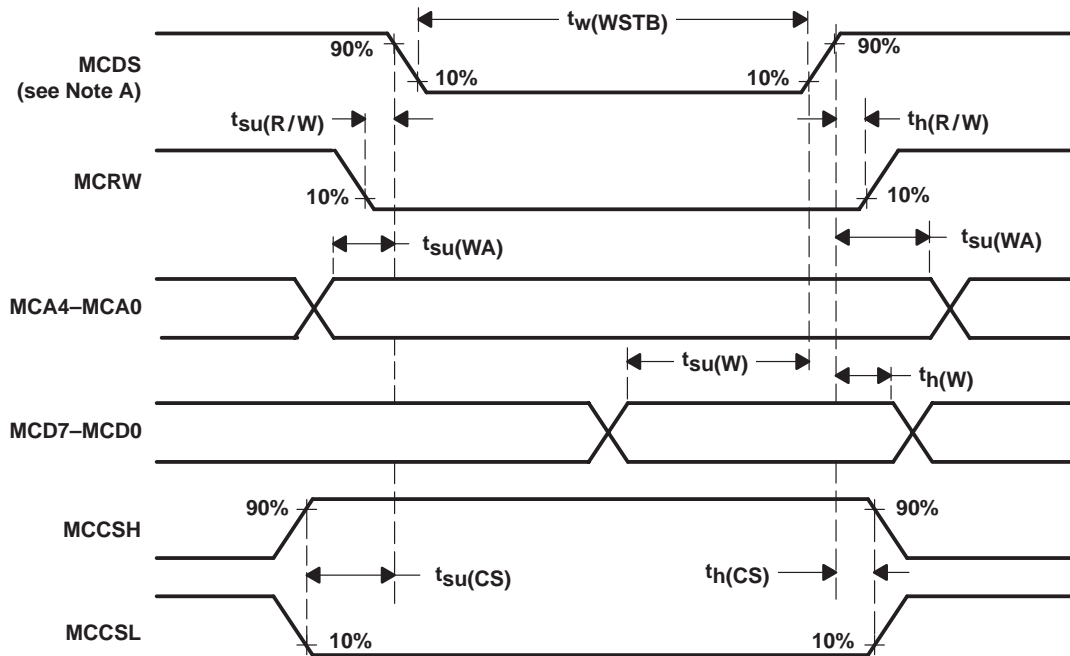 tw(WSTB)
90%
90%
MCDS
(see Note A)
10%
10%
tsu(R/W)
th(R/W)
MCRW
10%
10%
tsu(WA)
tsu(WA)
MCA4–MCA0
tsu(W)
th(W)
MCD7–MCD0
90%
90%
MCCSH
tsu(CS)
th(CS)
MCCSL
10%
10%